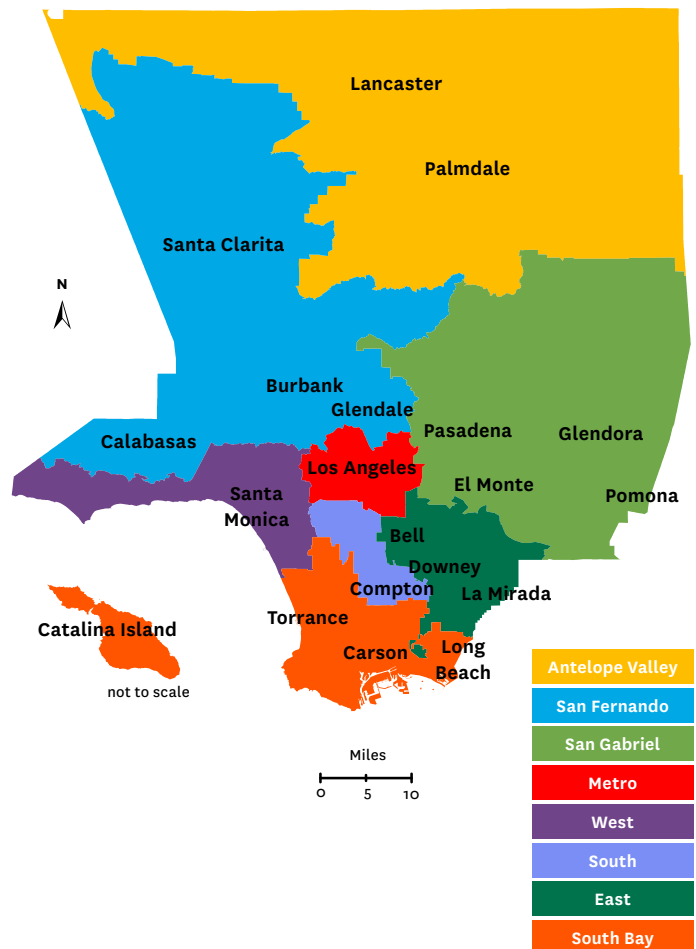 Lancaster
Palmdale
Santa Clarita
N
Burbank
Glendale
Pasadena
Glendora
Calabasas
Los Angeles
El Monte
Santa
Monica
Pomona
Bell
Downey
Compton
La Mirada
Torrance
Catalina Island
Carson
Long
Beach
not to scale
Miles
0 5 10
Antelope Valley
San Fernando
San Gabriel
Metro
West
South
East
South Bay